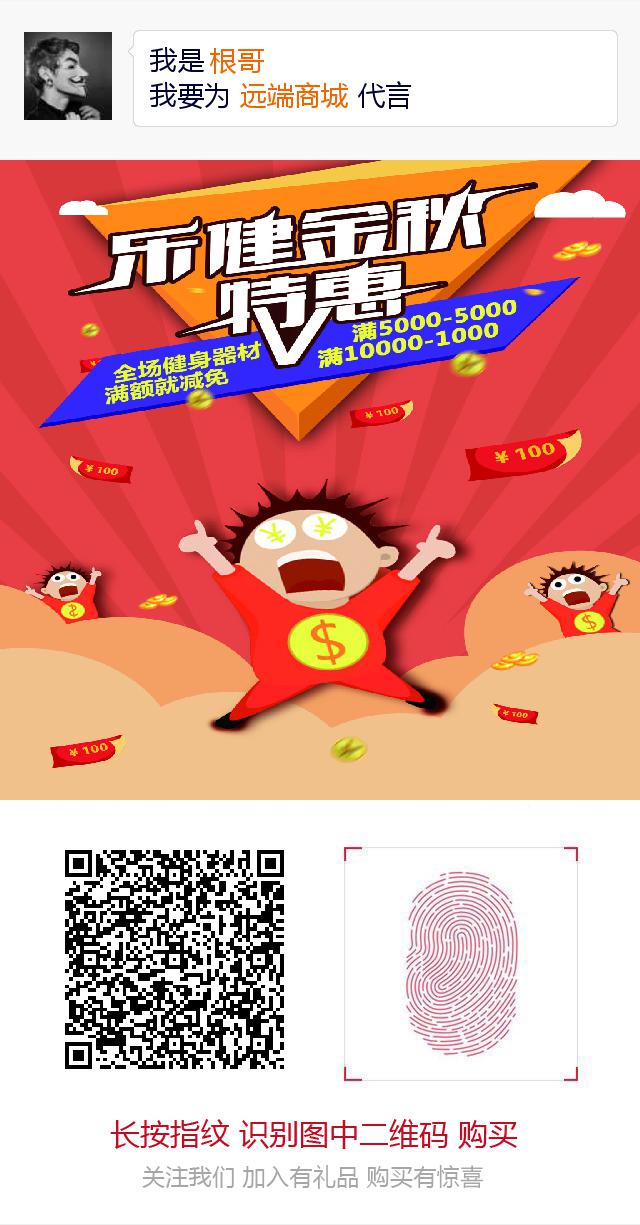 我是根哥
我要为 远端商城 代言
乐健金秋
特惠
全场健身器材
满额就减免
满5000-5000
满10000-1000
¥ 100
¥ 100
¥ 100
¥ ¥
$
$
$
¥ 100
¥ 100
长按指纹 识别图中二维码 购买
关注我们 加入有礼品 购买有惊喜